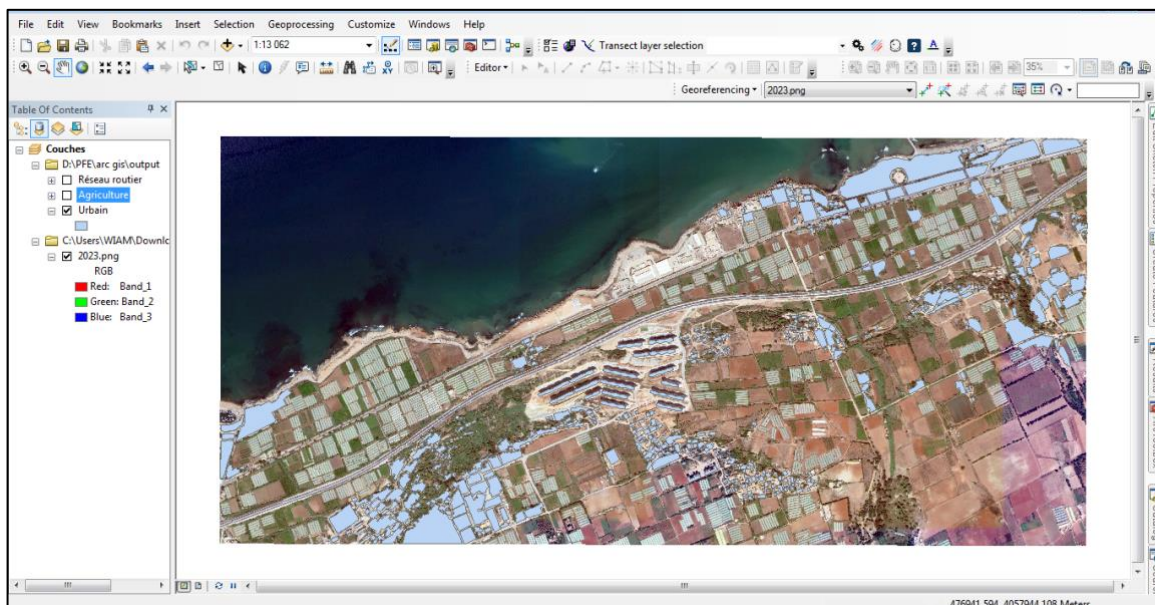 File Edit View Bookmarks Insert Selection Geoprocessing Customize Windows Help
1:13 062 Transect layer selection
Editor 35%
Georeferencing 2023.png
Table Of Contents
Couches
D:\PFE\arc gis\output
Réseau routier
Agriculture
Urbain
C:\Users\WIAM\Downlc
2023.png
RGB
Red: Band_1
Green: Band_2
Blue: Band_3
476941,594 4057944,108 Meters